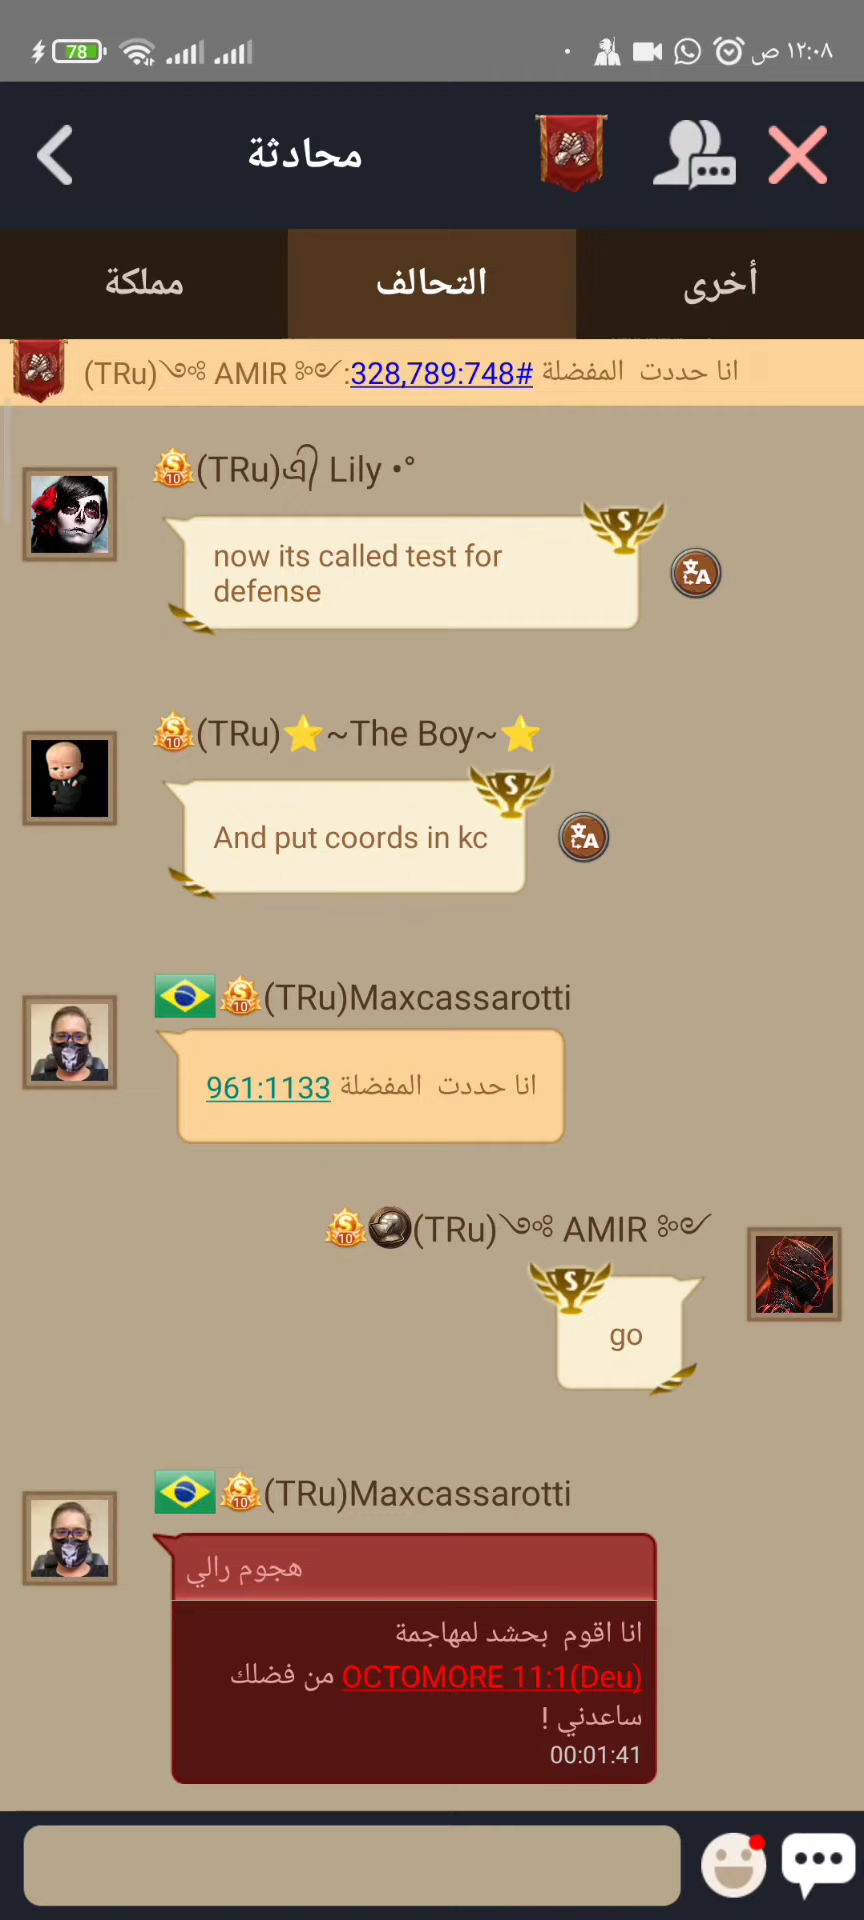 78
١٢:٠٨ ص
محادثة
مملكة
التحالف
أخرى
(TRu)༄ༀ AMIR ༀ࿐:328,789:748# انا حددت المفضلة
(TRu)এ᭄ Lily •°
now its called test for
defense
(TRu)⭐~The Boy~⭐
And put coords in kc
(TRu)Maxcassarotti
انا حددت المفضلة 961:1133
(TRu) AMIR
go
(TRu)Maxcassarotti
هجوم رالي
انا اقوم بحشد لمهاجمة
OCTOMORE 11:1(Deu) من فضلك
ساعدني !
00:01:41